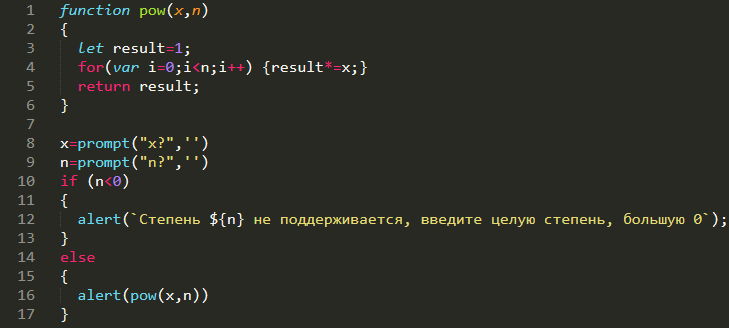 1 function pow(x,n)
2 {
3 let result=1;
4 for(var i=0;i<n;i++) {result*=x;}
5 return result;
6 }
7
8 x=prompt("x?",'')
9 n=prompt("n?",'')
10 if (n<0)
11 {
12 alert(`Степень ${n} не поддерживается, введите целую степень, большую 0`);
13 }
14 else
15 {
16 alert(pow(x,n))
17 }